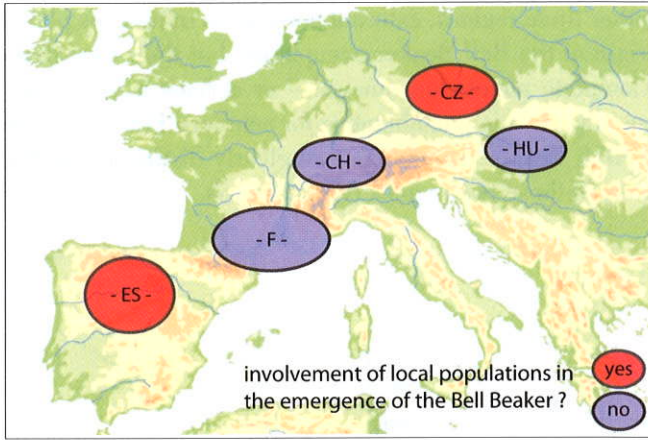 - CZ -
- HU -
- CH -
- F -
- ES -
involvement of local populations in
the emergence of the Bell Beaker ?
yes
no